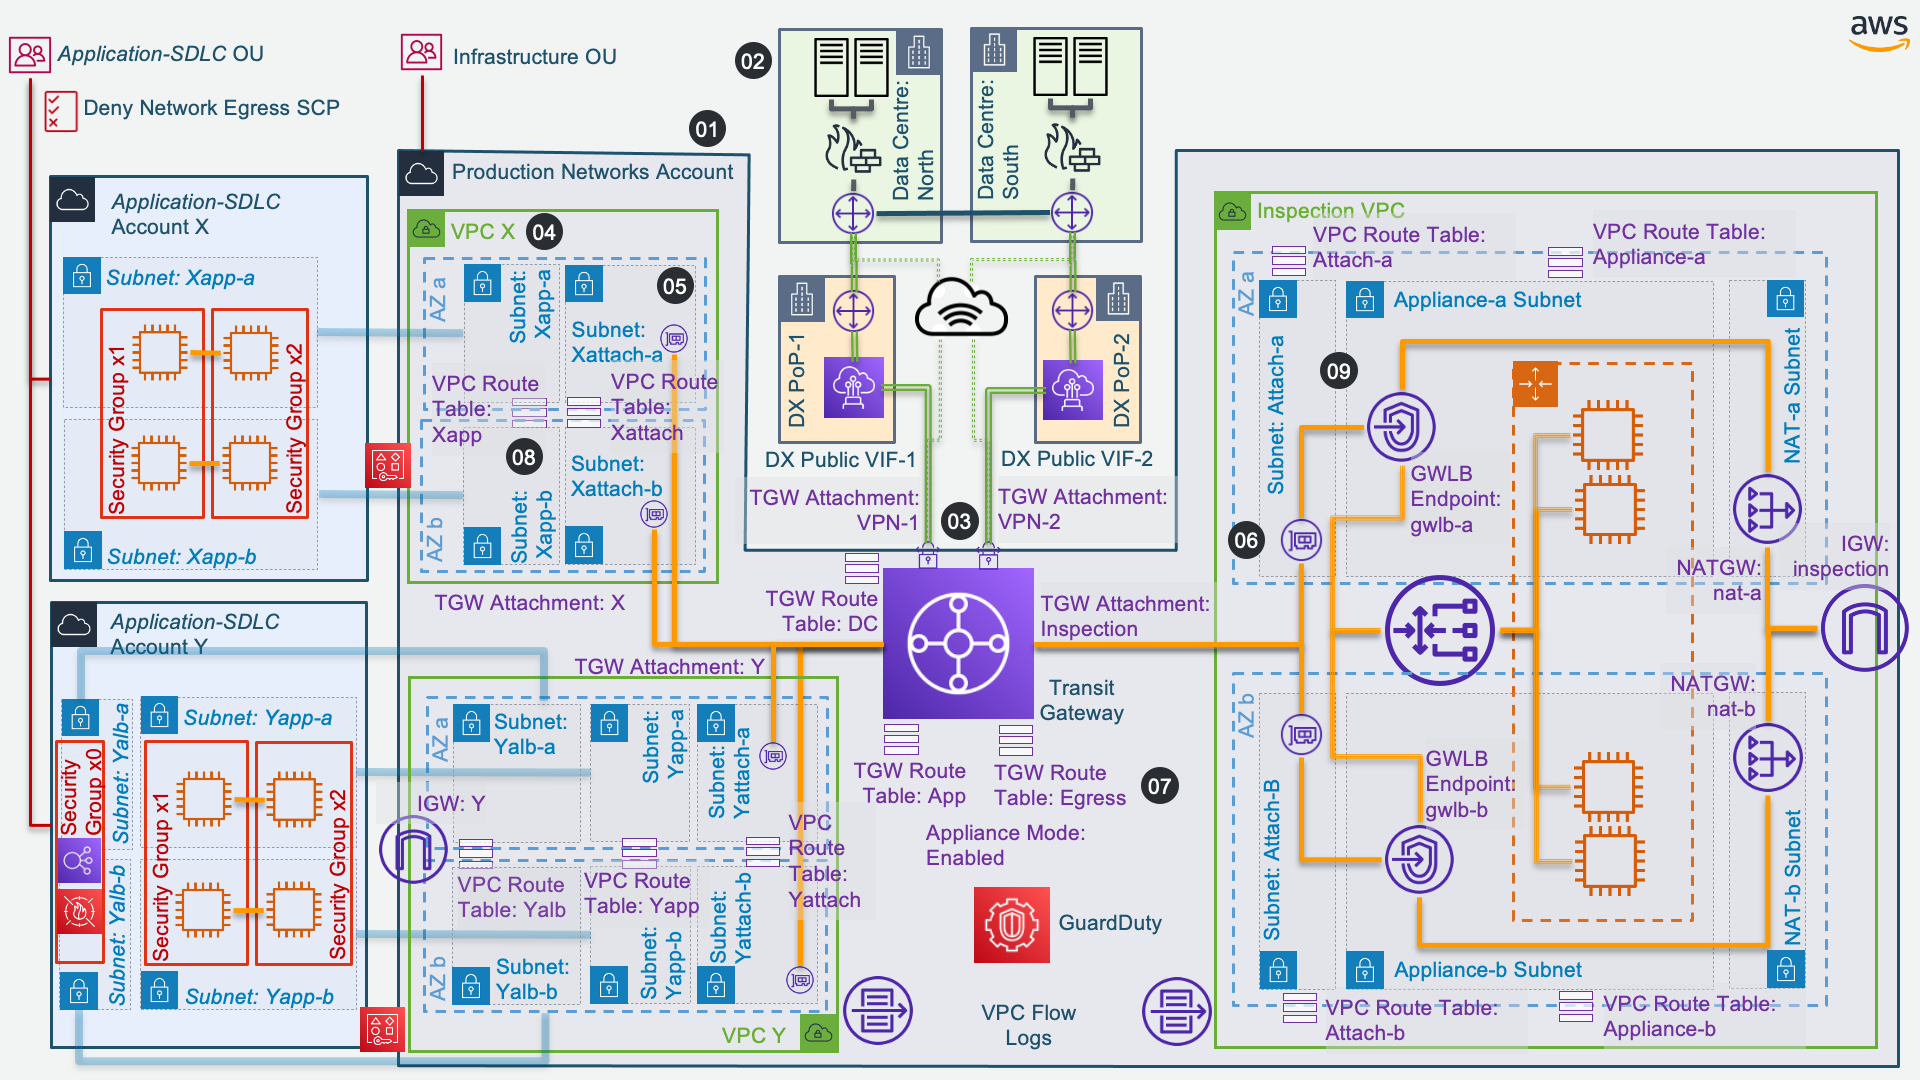 aws
Application-SDLC OU
Deny Network Egress SCP
Infrastructure OU
01
02
Data Centre:
North
Data Centre:
South
Production Networks Account
Application-SDLC
Account X
Subnet: Xapp-a
Security Group x1
Security Group x2
Subnet: Xapp-b
VPC X
04
AZ a
Subnet:
Xapp-a
05
Subnet:
Xattach-a
VPC Route
Table:
Xapp
VPC Route
Table:
Xattach
08
Subnet:
Xattach-b
AZ b
Subnet:
Xapp-b
TGW Attachment: X
DX PoP-1
DX PoP-2
DX Public VIF-1
DX Public VIF-2
TGW Attachment:
VPN-1
03
TGW Attachment:
VPN-2
TGW Route
Table: DC
TGW Attachment:
Inspection
TGW Attachment: Y
Transit
Gateway
TGW Route
Table: App
TGW Route
Table: Egress
07
Appliance Mode:
Enabled
GuardDuty
VPC Flow
Logs
Application-SDLC
Account Y
Subnet: Yalb-a
Subnet: Yapp-a
Security
Group x0
Security Group x1
Security Group x2
Subnet: Yalb-b
Subnet: Yapp-b
IGW: Y
AZ a
Subnet:
Yalb-a
Subnet:
Yapp-a
Subnet:
Yattach-a
VPC
Route
Table:
Yattach
VPC Route
Table: Yalb
VPC Route
Table: Yapp
AZ b
Subnet:
Yalb-b
Subnet:
Yapp-b
Subnet:
Yattach-b
VPC Y
Inspection VPC
VPC Route Table:
Attach-a
VPC Route Table:
Appliance-a
AZ a
Appliance-a Subnet
Subnet: Attach-a
09
NAT-a Subnet
GWLB
Endpoint:
gwlb-a
06
NATGW:
nat-a
IGW:
inspection
NATGW:
nat-b
AZ b
GWLB
Endpoint:
gwlb-b
Subnet: Attach-B
NAT-b Subnet
Appliance-b Subnet
VPC Route Table:
Attach-b
VPC Route Table:
Appliance-b